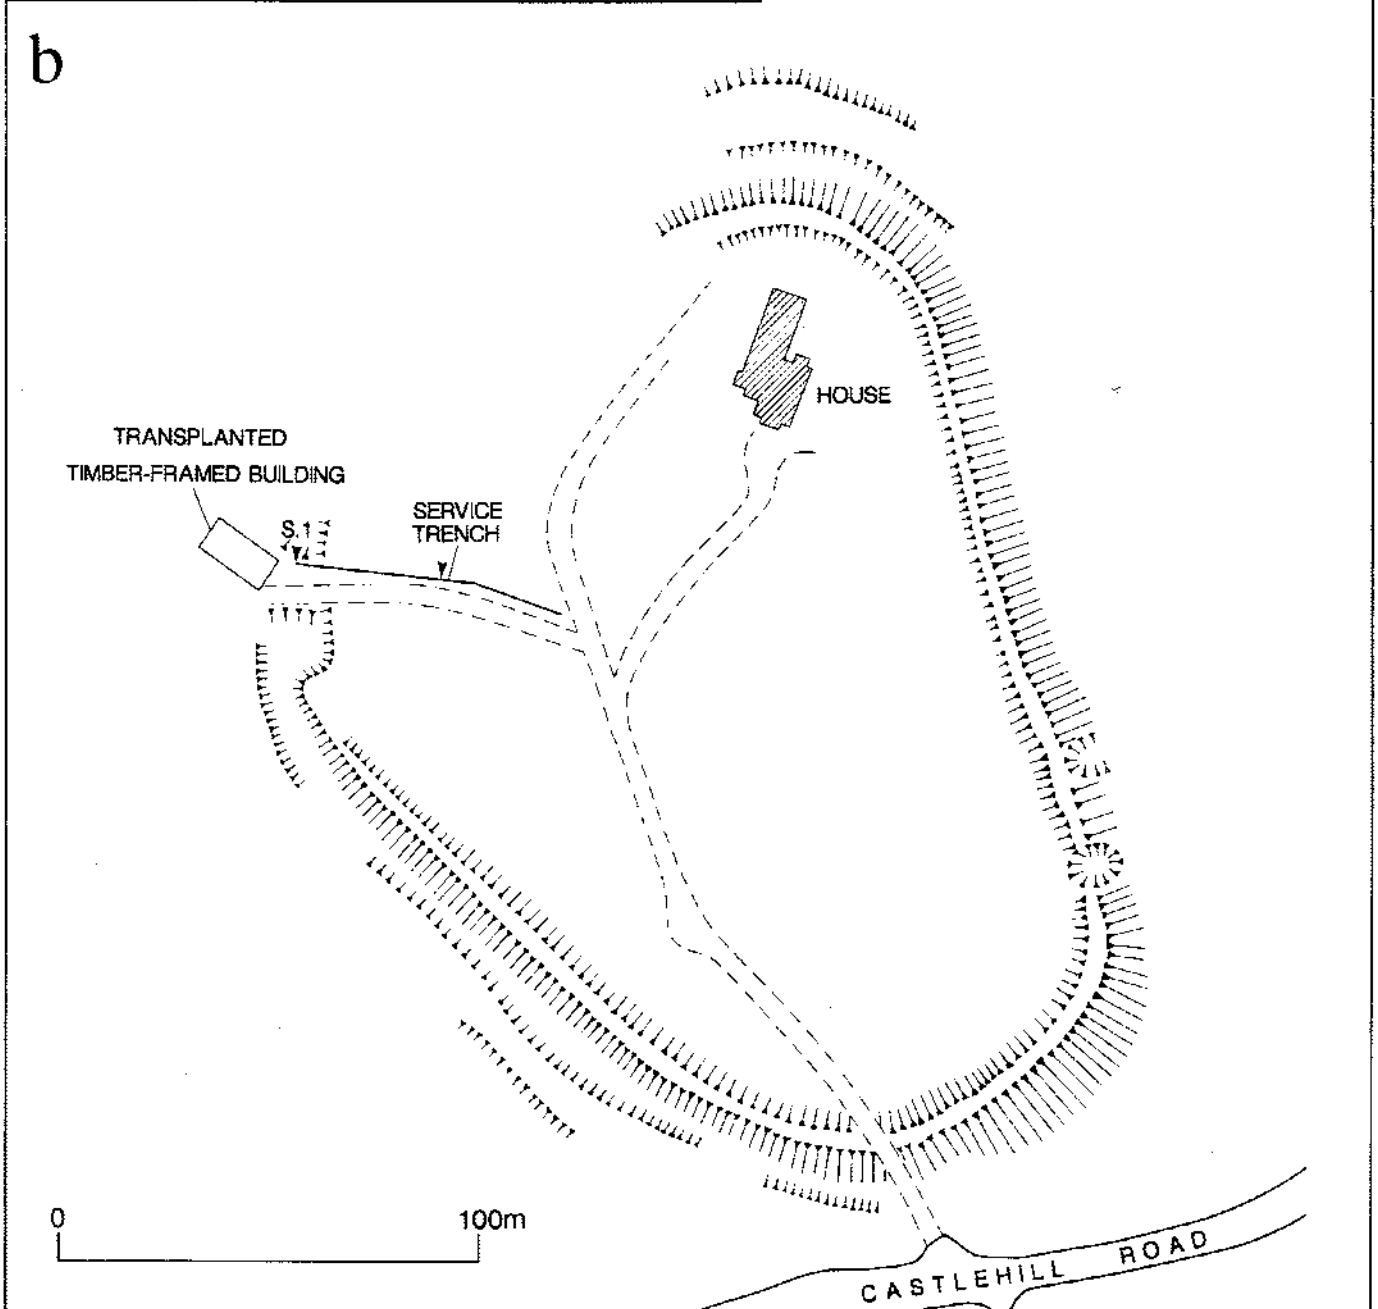 b
HOUSE
TRANSPLANTED
TIMBER-FRAMED BUILDING
S.1
SERVICE
TRENCH
0
100m
CASTLEHILL ROAD